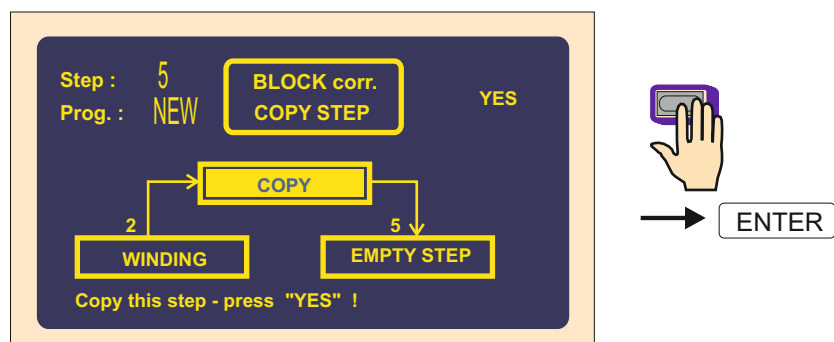 Step : 5
Prog. : NEW
BLOCK corr.
COPY STEP
YES
COPY
2
WINDING
5
EMPTY STEP
Copy this step - press "YES" !
ENTER